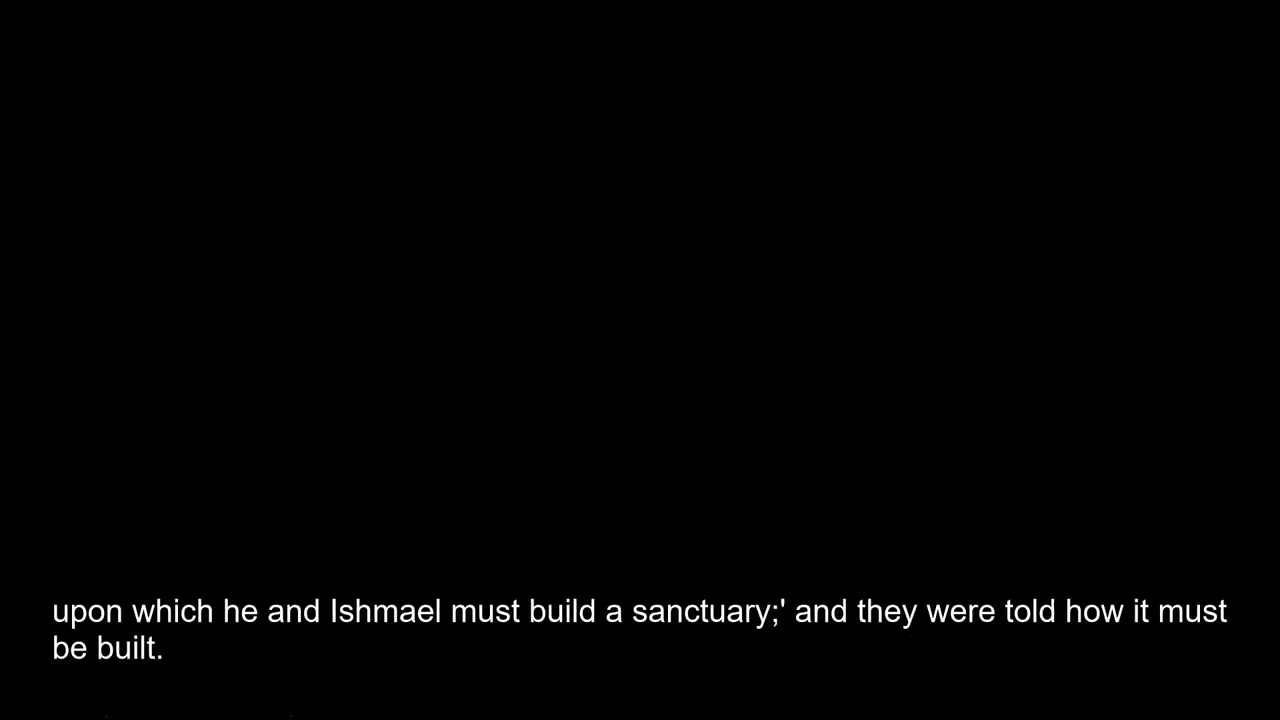 upon which he and Ishmael must build a sanctuary;' and they were told how it must
be built.